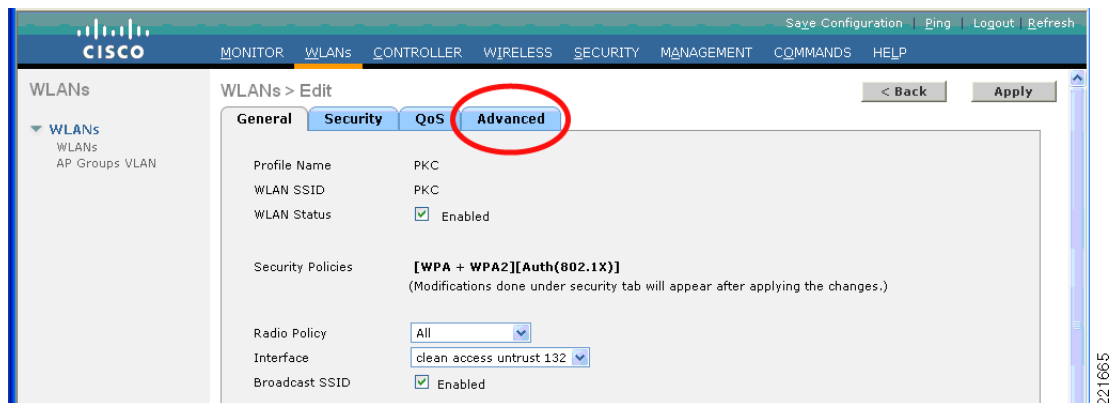 Save Configuration | Ping | Logout | Refresh
CISCO
MONITOR WLANs CONTROLLER WIRELESS SECURITY MANAGEMENT COMMANDS HELP
WLANs
WLANs
WLANs
AP Groups VLAN
WLANs > Edit
< Back
Apply
General Security QoS Advanced
Profile Name PKC
WLAN SSID PKC
WLAN Status Enabled
Security Policies [WPA + WPA2][Auth(802.1X)]
(Modifications done under security tab will appear after applying the changes.)
Radio Policy All
Interface clean access untrust 132
Broadcast SSID Enabled
221665